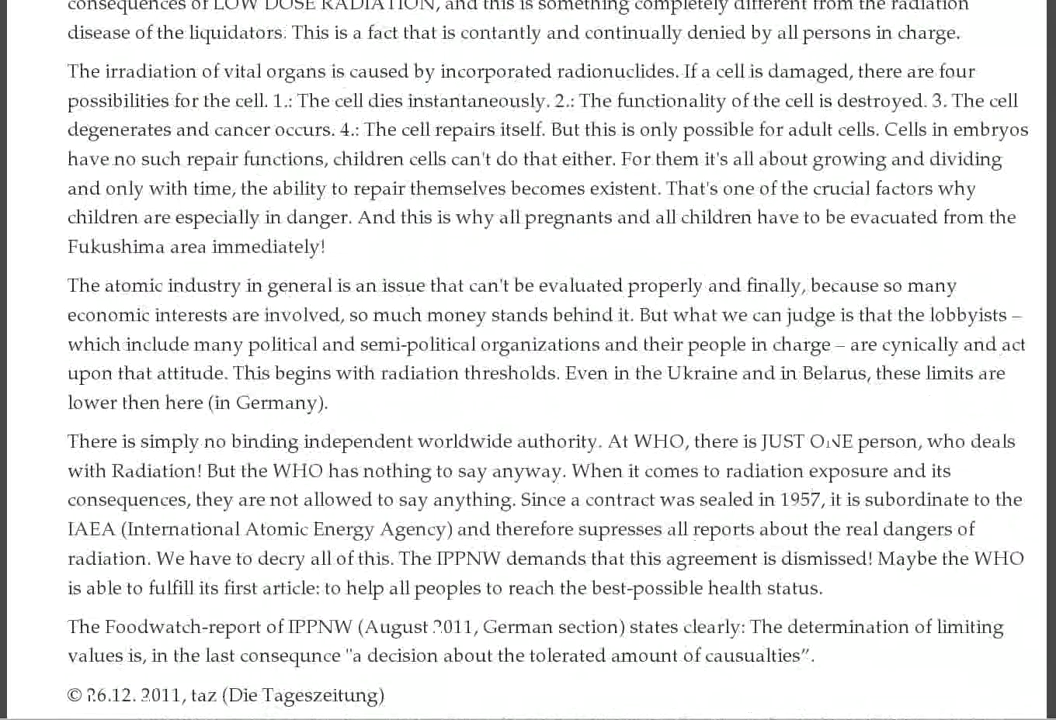 consequences of LOW DOSE RADIATION, and this is something completely different from the radiation
disease of the liquidators. This is a fact that is contantly and continually denied by all persons in charge.
The irradiation of vital organs is caused by incorporated radionuclides. If a cell is damaged, there are four
possibilities for the cell. 1.: The cell dies instantaneously. 2.: The functionality of the cell is destroyed. 3. The cell
degenerates and cancer occurs. 4.: The cell repairs itself. But this is only possible for adult cells. Cells in embryos
have no such repair functions, children cells can't do that either. For them it's all about growing and dividing
and only with time, the ability to repair themselves becomes existent. That's one of the crucial factors why
children are especially in danger. And this is why all pregnants and all children have to be evacuated from the
Fukushima area immediately!
The atomic industry in general is an issue that can't be evaluated properly and finally, because so many
economic interests are involved, so much money stands behind it. But what we can judge is that the lobbyists –
which include many political and semi-political organizations and their people in charge – are cynically and act
upon that attitude. This begins with radiation thresholds. Even in the Ukraine and in Belarus, these limits are
lower then here (in Germany).
There is simply no binding independent worldwide authority. At WHO, there is JUST ONE person, who deals
with Radiation! But the WHO has nothing to say anyway. When it comes to radiation exposure and its
consequences, they are not allowed to say anything. Since a contract was sealed in 1957, it is subordinate to the
IAEA (International Atomic Energy Agency) and therefore supresses all reports about the real dangers of
radiation. We have to decry all of this. The IPPNW demands that this agreement is dismissed! Maybe the WHO
is able to fulfill its first article: to help all peoples to reach the best-possible health status.
The Foodwatch-report of IPPNW (August 2011, German section) states clearly: The determination of limiting
values is, in the last consequnce "a decision about the tolerated amount of causualties".
© 26.12. 2011, taz (Die Tageszeitung)